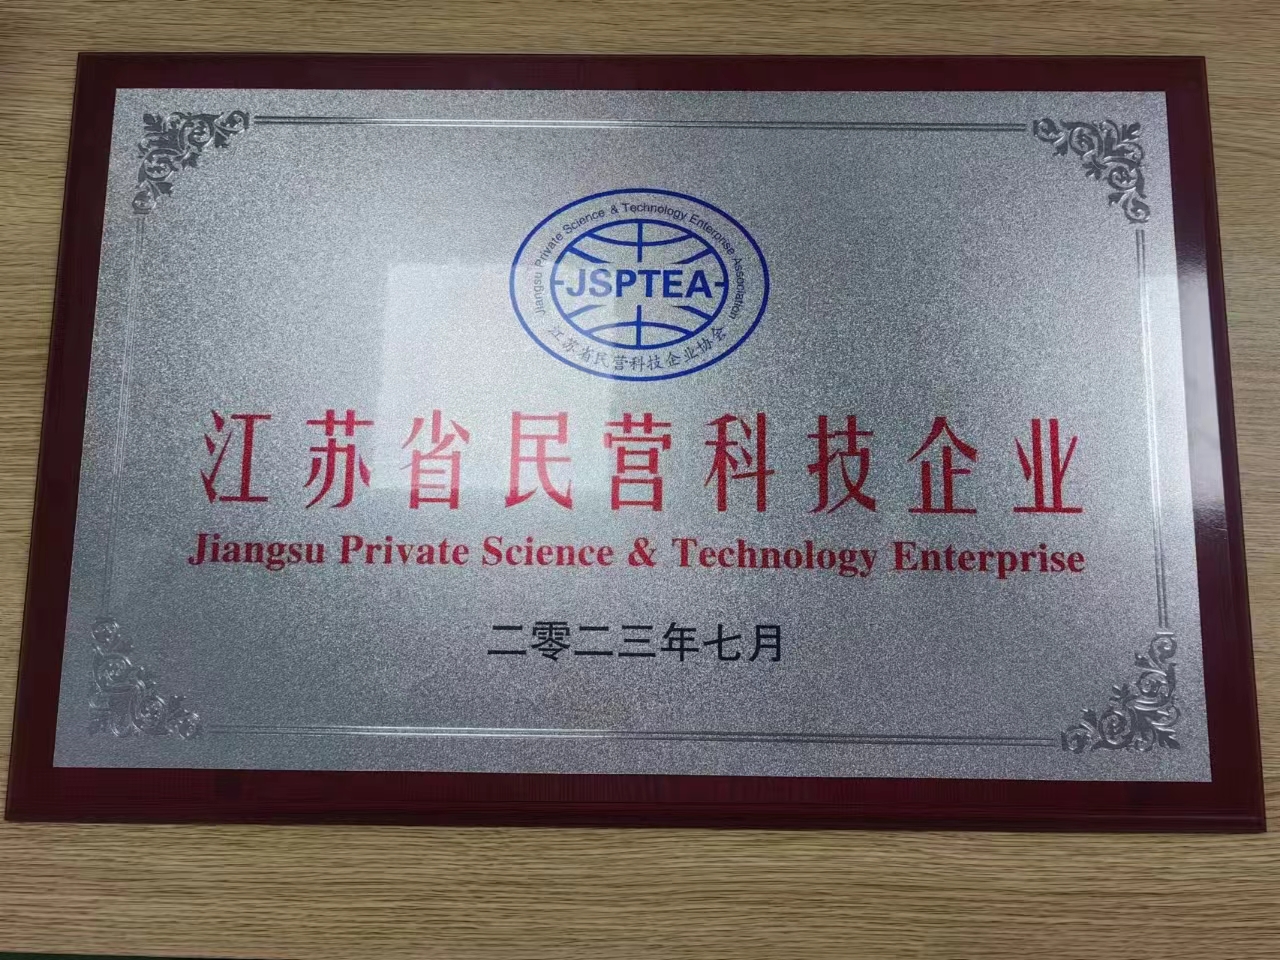 Jiangsu Private Science & Technology Enterprise Association
JSPTEA
江苏省民营科技企业协会
江苏省民营科技企业
Jiangsu Private Science & Technology Enterprise
二零二三年七月